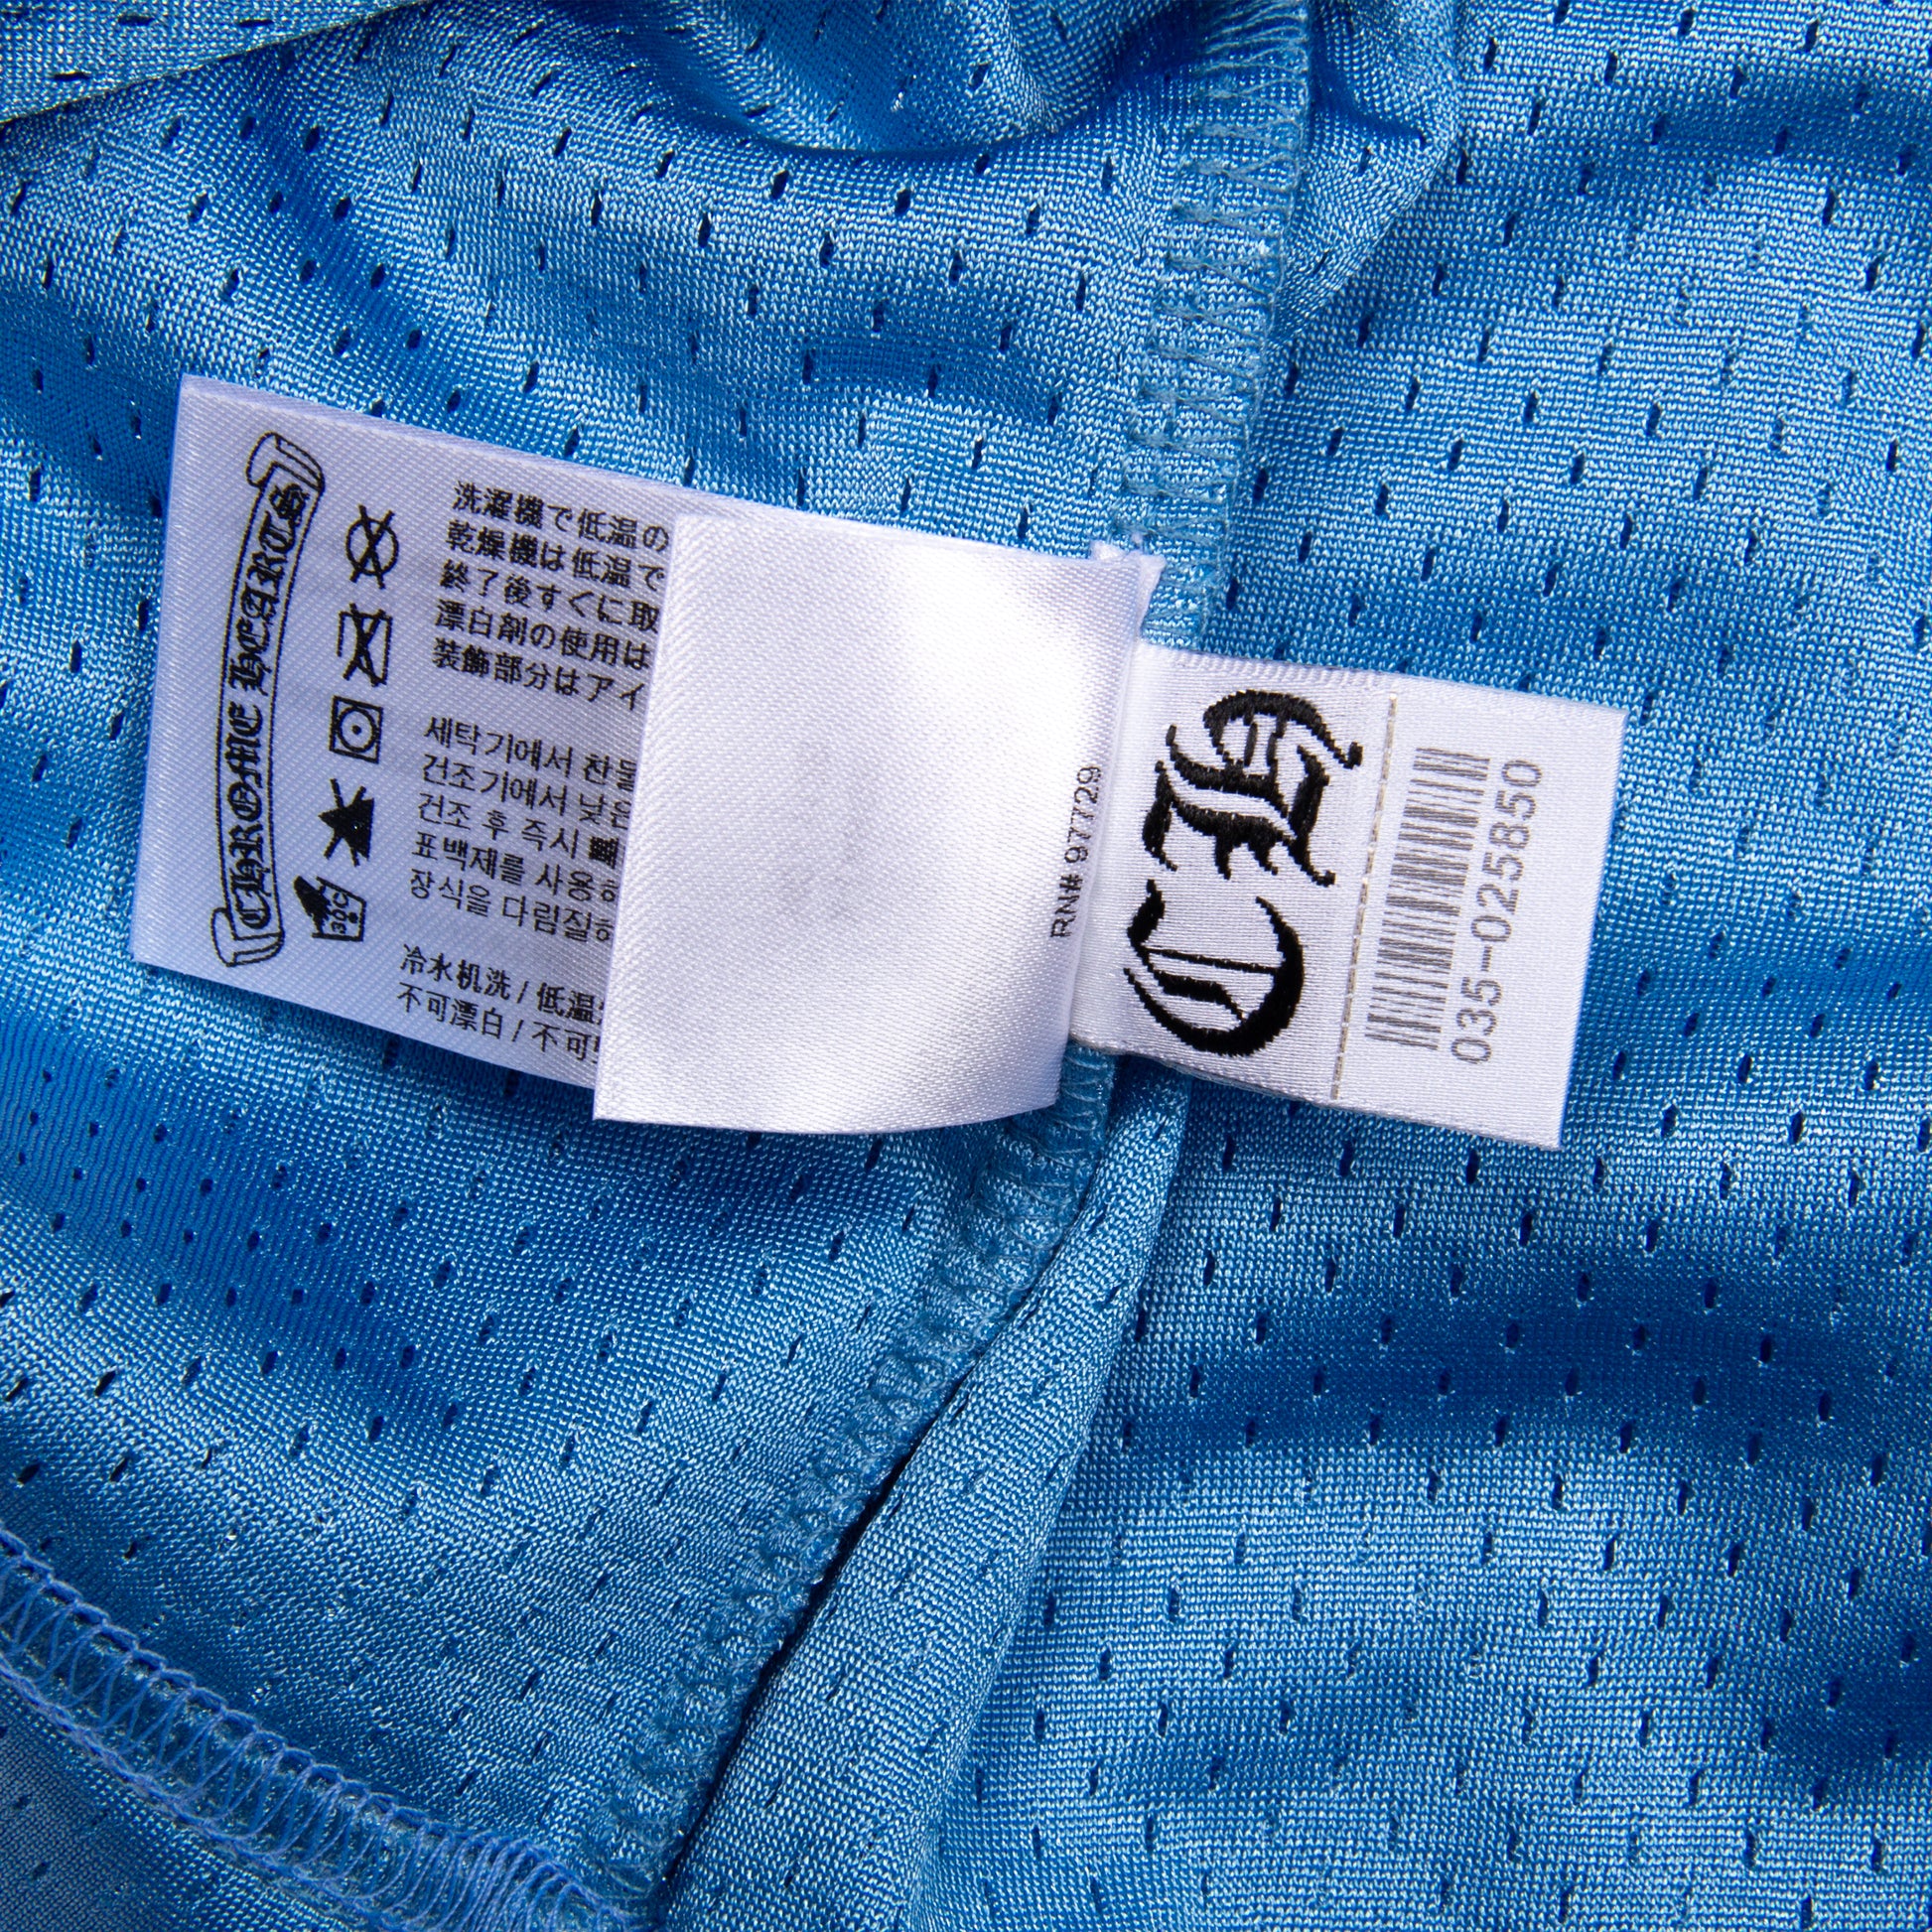 CHROME HEARTS
30C
洗濯機で低温の
乾燥機は低温で
終了後すぐに取
漂白剤の使用は
装飾部分はアイ
세탁기에서 찬물
건조기에서 낮은
건조 후 즉시
표백제를 사용하
장식을 다림질하
冷水机洗 / 低温
不可漂白 / 不可
RN# 97729
CH
035-025850